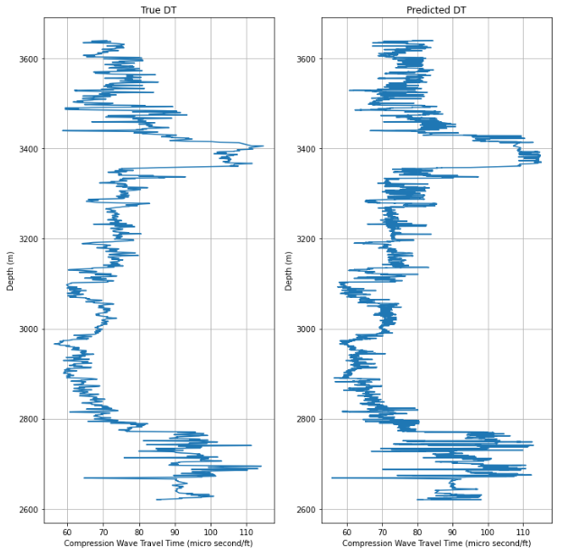 True DT
Predicted DT
Depth (m)
3600
3400
3200
3000
2800
2600
60 70 80 90 100 110
Compression Wave Travel Time (micro second/ft)
Depth (m)
3600
3400
3200
3000
2800
2600
60 70 80 90 100 110
Compression Wave Travel Time (micro second/ft)